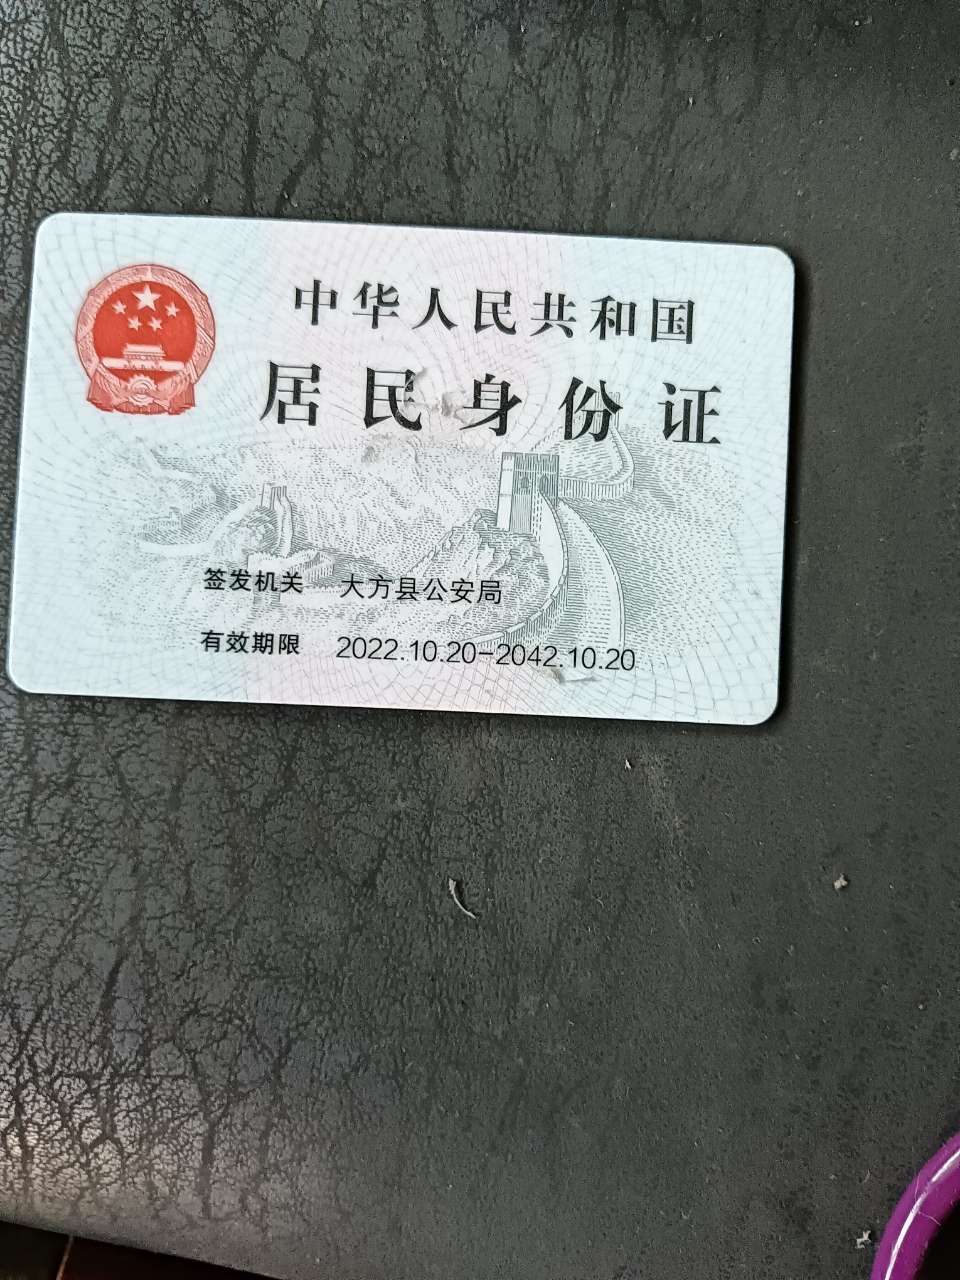 中华人民共和国
居民身份证
签发机关 大方县公安局
有效期限 2022.10.20-2042.10.20